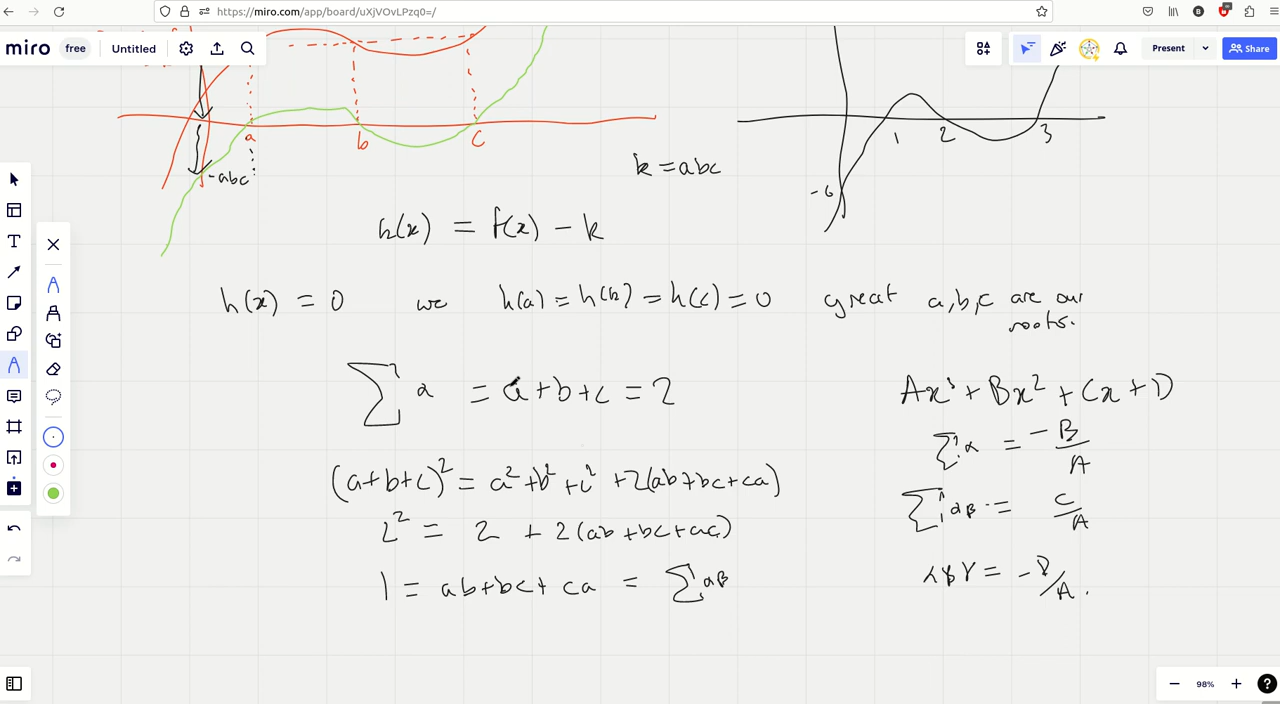 https://miro.com/app/board/uXjVOvLPzq0=/
miro free Untitled
Present Share
a b c
-abc
1 2 3
-6
k = abc
h(x) = f(x) - k
h(x) = 0 we h(a) = h(b) = h(c) = 0 great a,b,c are our roots.
∑α = a+b+c = 2
(a+b+c)² = a² + b² + c² + 2(ab+bc+ca)
2² = 2 + 2(ab+bc+ac)
1 = ab+bc+ca = ∑αβ
Ax³ + Bx² + Cx + D
∑α = -B/A
∑αβ = C/A
αβγ = -D/A.
98%